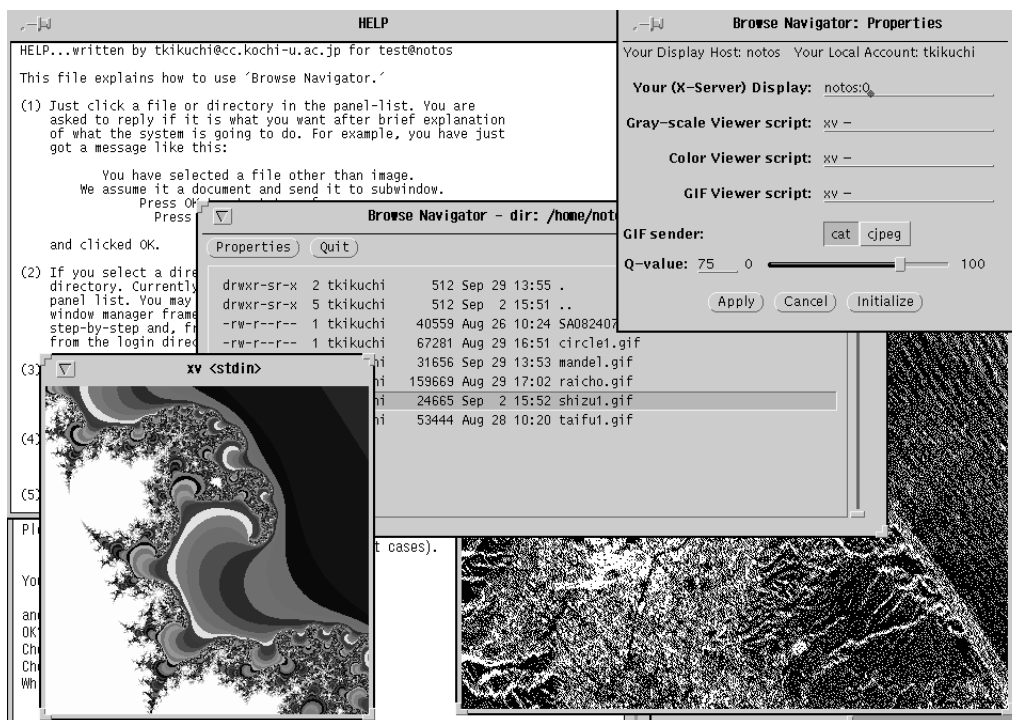 HELP
HELP...written by tkikuchi@cc.kochi-u.ac.jp for test@notos
This file explains how to use ´Browse Navigator.´
(1) Just click a file or directory in the panel-list. You are
asked to reply if it is what you want after brief explanation
of what the system is going to do. For example, you have just
got a message like this:
You have selected a file other than image.
We assume it a document and send it to subwindow.
Press
Press
and clicked OK.
(2) If you select a dire
directory. Currently
panel list. You may
window manager frame
step-by-step and, fr
from the login direc
(3)
(4)
(5)
Browse Navigator: Properties
Your Display Host: notos Your Local Account: tkikuchi
Your (X-Server) Display: notos:0
Gray-scale Viewer script: xv -
Color Viewer script: xv -
GIF Viewer script: xv -
GIF sender: cat cjpeg
Q-value: 75 0 100
Apply Cancel Initialize
Browse Navigator - dir: /home/noto
Properties Quit
drwxr-sr-x 2 tkikuchi 512 Sep 29 13:55 .
drwxr-sr-x 5 tkikuchi 512 Sep 2 15:51 ..
-rw-r--r-- 1 tkikuchi 40559 Aug 26 10:24 SA082407
-rw-r--r-- 1 tkikuchi 67281 Aug 29 16:51 circle1.gif
hi 31656 Sep 29 13:53 mandel.gif
hi 159669 Aug 29 17:02 raicho.gif
hi 24665 Sep 2 15:52 shizu1.gif
hi 53444 Aug 28 10:20 taifu1.gif
xv <stdin>
t cases).
You
and
OK
Wh